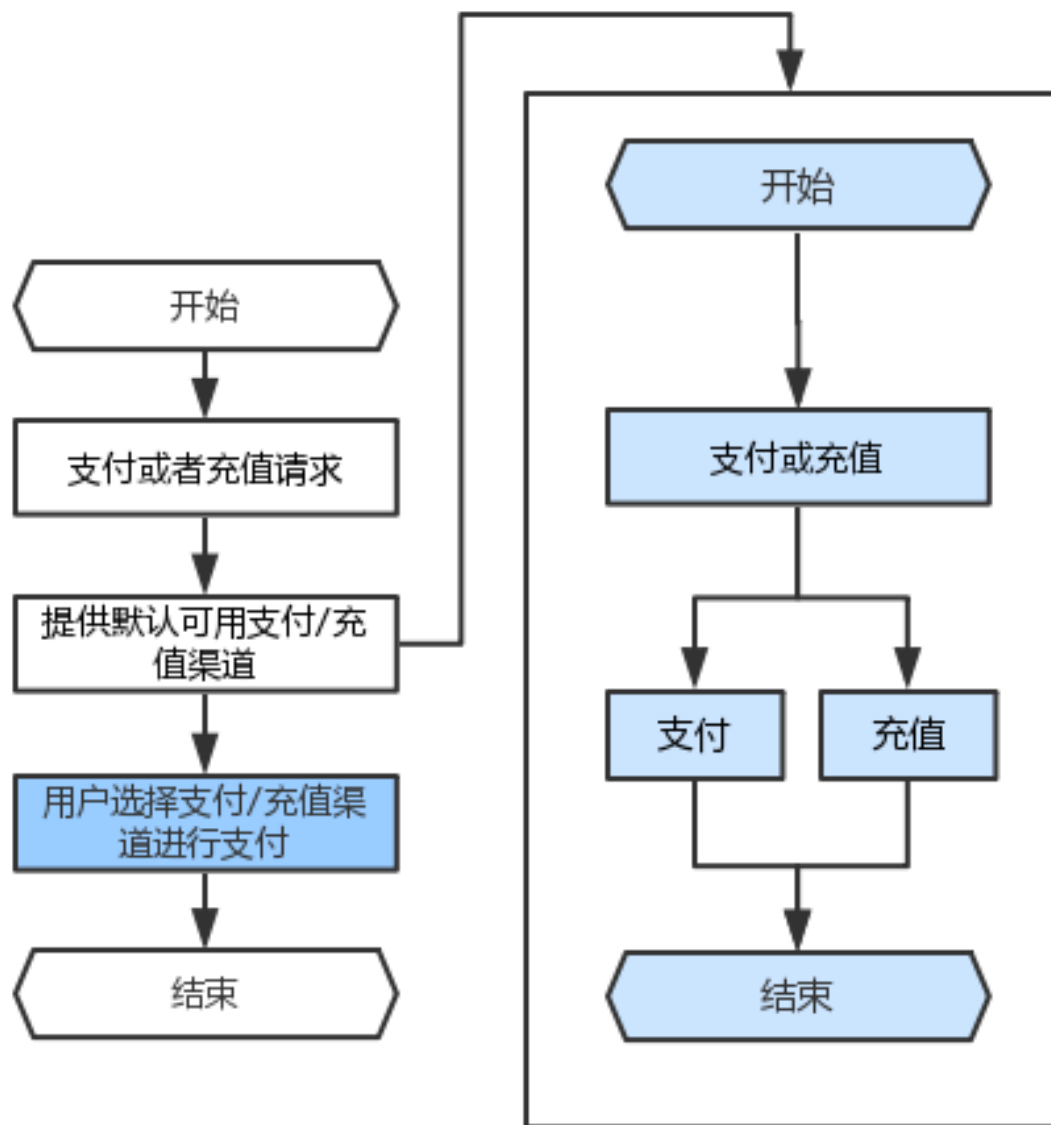 开始
支付或者充值请求
提供默认可用支付/充
值渠道
用户选择支付/充值渠
道进行支付
结束
开始
支付或充值
支付
充值
结束